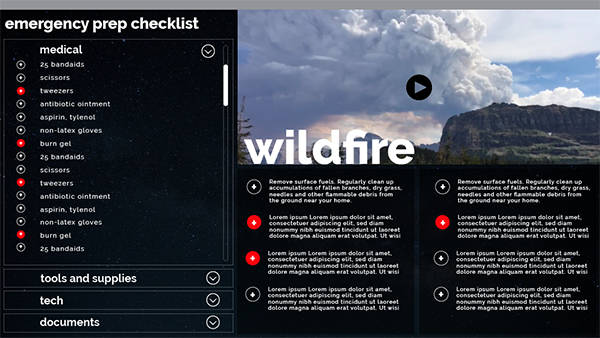 emergency prep checklist
medical
25 bandaids
scissors
tweezers
antibiotic ointment
aspirin, tylenol
non-latex gloves
burn gel
25 bandaids
scissors
tweezers
antibiotic ointment
aspirin, tylenol
non-latex gloves
burn gel
25 bandaids
tools and supplies
tech
documents
wildfire
Remove surface fuels. Regularly clean up
accumulations of fallen branches, dry grass,
needles and other flammable debris from
the ground near your home.
Lorem ipsum Lorem ipsum dolor sit amet,
consectetuer adipiscing elit, sed diam
nonummy nibh euismod tincidunt ut laoreet
dolore magna aliquam erat volutpat. Ut wisi
Lorem ipsum Lorem ipsum dolor sit amet,
consectetuer adipiscing elit, sed diam
nonummy nibh euismod tincidunt ut laoreet
dolore magna aliquam erat volutpat. Ut wisi
Lorem ipsum Lorem ipsum dolor sit amet,
consectetuer adipiscing elit, sed diam
nonummy nibh euismod tincidunt ut laoreet
dolore magna aliquam erat volutpat. Ut wisi
Remove surface fuels. Regularly clean up
accumulations of fallen branches, dry grass,
needles and other flammable debris from
the ground near your home.
Lorem ipsum Lorem ipsum dolor sit amet,
consectetuer adipiscing elit, sed diam
nonummy nibh euismod tincidunt ut laoreet
dolore magna aliquam erat volutpat. Ut wisi
Lorem ipsum Lorem ipsum dolor sit amet,
consectetuer adipiscing elit, sed diam
nonummy nibh euismod tincidunt ut laoreet
dolore magna aliquam erat volutpat. Ut wisi
Lorem ipsum Lorem ipsum dolor sit amet,
consectetuer adipiscing elit, sed diam
nonummy nibh euismod tincidunt ut laoreet
dolore magna aliquam erat volutpat. Ut wisi